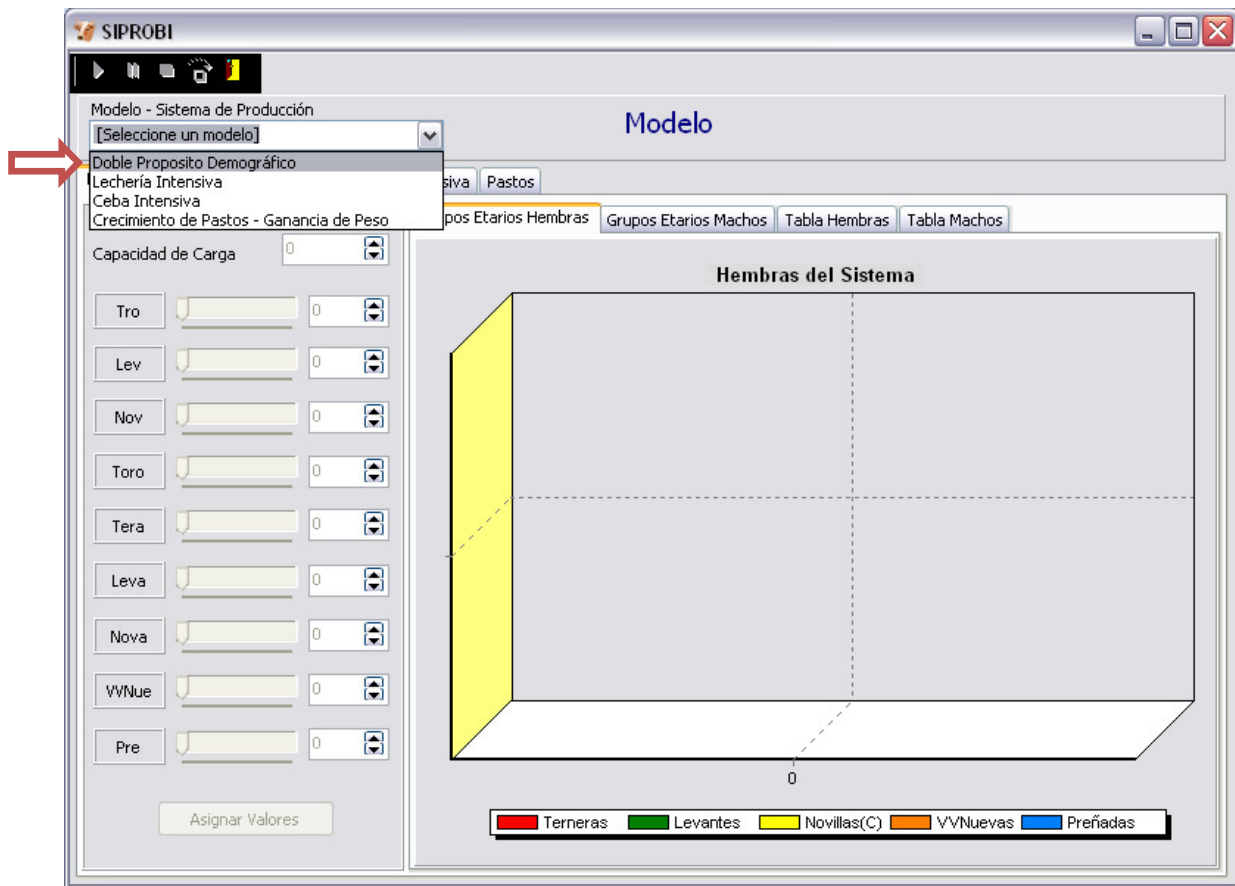 SIPROBI
Modelo - Sistema de Producción
[Seleccione un modelo]
Modelo
Doble Proposito Demográfico
Lechería Intensiva
Ceba Intensiva
Crecimiento de Pastos - Ganancia de Peso
siva Pastos
pos Etarios Hembras Grupos Etarios Machos Tabla Hembras Tabla Machos
Capacidad de Carga 0
Hembras del Sistema
Tro 0
Lev 0
Nov 0
Toro 0
Tera 0
Leva 0
Nova 0
VVNue 0
Pre 0
0
Asignar Valores
Terneras Levantes Novillas(C) VVNuevas Preñadas